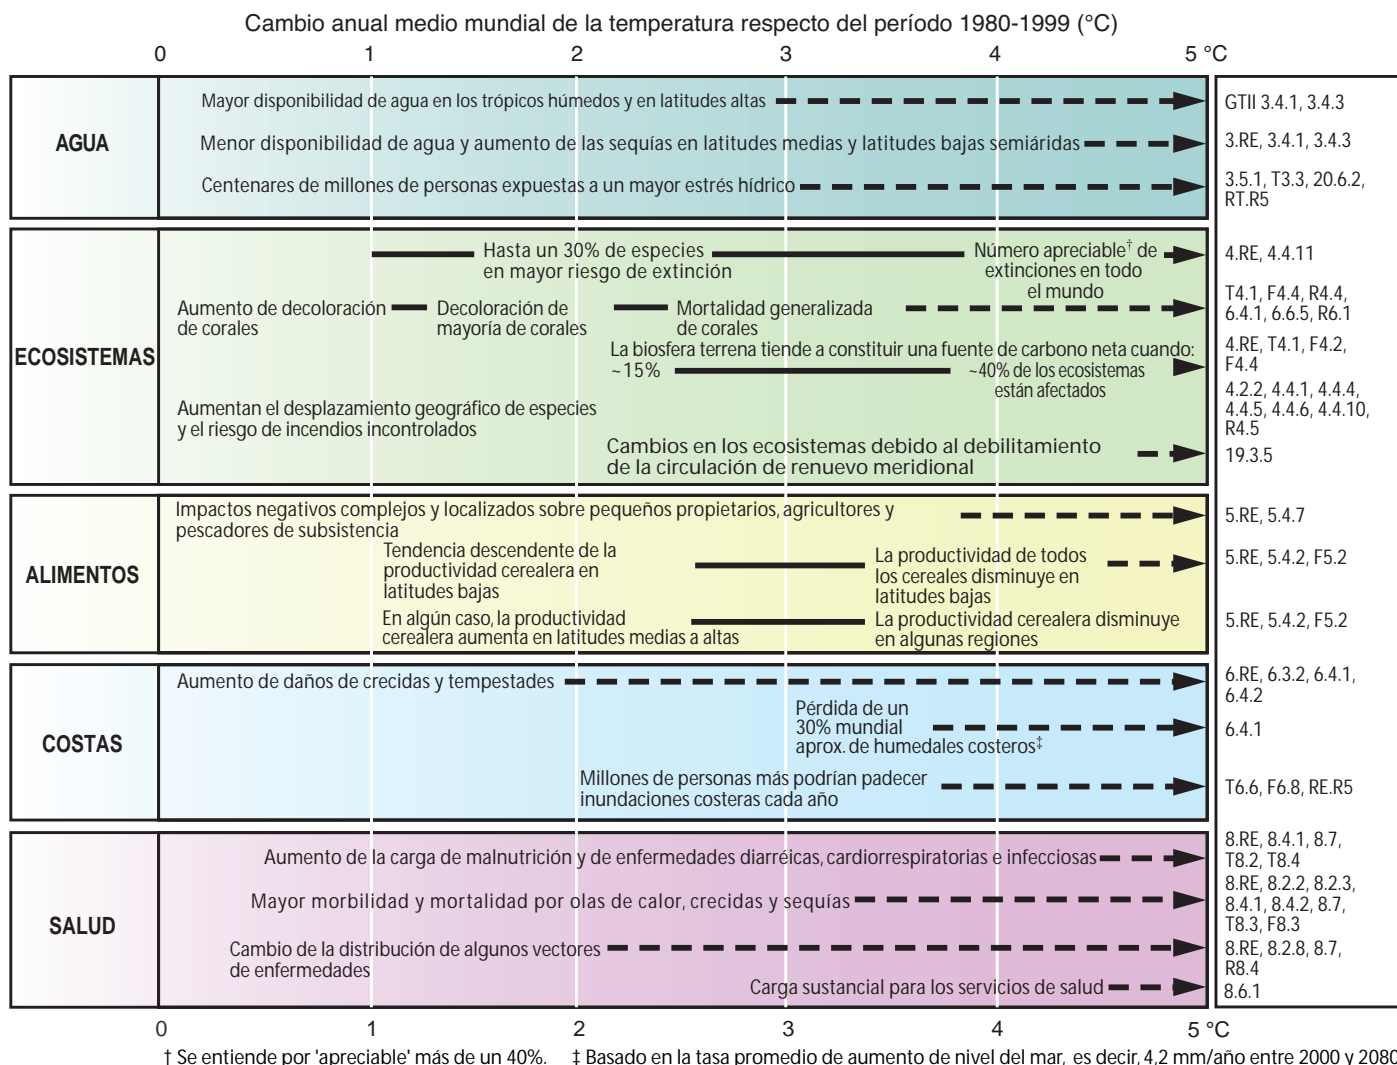 Cambio anual medio mundial de la temperatura respecto del período 1980-1999 (°C)
0 1 2 3 4 5 °C
AGUA
Mayor disponibilidad de agua en los trópicos húmedos y en latitudes altas
GTII 3.4.1, 3.4.3
Menor disponibilidad de agua y aumento de las sequías en latitudes medias y latitudes bajas semiáridas
3.RE, 3.4.1, 3.4.3
Centenares de millones de personas expuestas a un mayor estrés hídrico
3.5.1, T3.3, 20.6.2,
RT.R5
ECOSISTEMAS
Hasta un 30% de especies
en mayor riesgo de extinción
Número apreciable† de
extinciones en todo
el mundo
4.RE, 4.4.11
Aumento de decoloración
de corales
Decoloración de
mayoría de corales
Mortalidad generalizada
de corales
T4.1, F4.4, R4.4,
6.4.1, 6.6.5, R6.1
La biosfera terrena tiende a constituir una fuente de carbono neta cuando:
~15%
~40% de los ecosistemas
están afectados
4.RE, T4.1, F4.2,
F4.4
Aumentan el desplazamiento geográfico de especies
y el riesgo de incendios incontrolados
4.2.2, 4.4.1, 4.4.4,
4.4.5, 4.4.6, 4.4.10,
R4.5
Cambios en los ecosistemas debido al debilitamiento
de la circulación de renuevo meridional
19.3.5
ALIMENTOS
Impactos negativos complejos y localizados sobre pequeños propietarios, agricultores y
pescadores de subsistencia
5.RE, 5.4.7
Tendencia descendente de la
productividad cerealera en
latitudes bajas
La productividad de todos
los cereales disminuye en
latitudes bajas
5.RE, 5.4.2, F5.2
En algún caso, la productividad
cerealera aumenta en latitudes medias a altas
La productividad cerealera disminuye
en algunas regiones
5.RE, 5.4.2, F5.2
COSTAS
Aumento de daños de crecidas y tempestades
6.RE, 6.3.2, 6.4.1,
6.4.2
Pérdida de un
30% mundial
aprox. de humedales costeros‡
6.4.1
Millones de personas más podrían padecer
inundaciones costeras cada año
T6.6, F6.8, RE.R5
SALUD
Aumento de la carga de malnutrición y de enfermedades diarréicas, cardiorrespiratorias e infecciosas
8.RE, 8.4.1, 8.7,
T8.2, T8.4
Mayor morbilidad y mortalidad por olas de calor, crecidas y sequías
8.RE, 8.2.2, 8.2.3,
8.4.1, 8.4.2, 8.7,
T8.3, F8.3
Cambio de la distribución de algunos vectores
de enfermedades
8.RE, 8.2.8, 8.7,
R8.4
Carga sustancial para los servicios de salud
8.6.1
0 1 2 3 4 5 °C
† Se entiende por 'apreciable' más de un 40%. ‡ Basado en la tasa promedio de aumento de nivel del mar, es decir, 4,2 mm/año entre 2000 y 2080